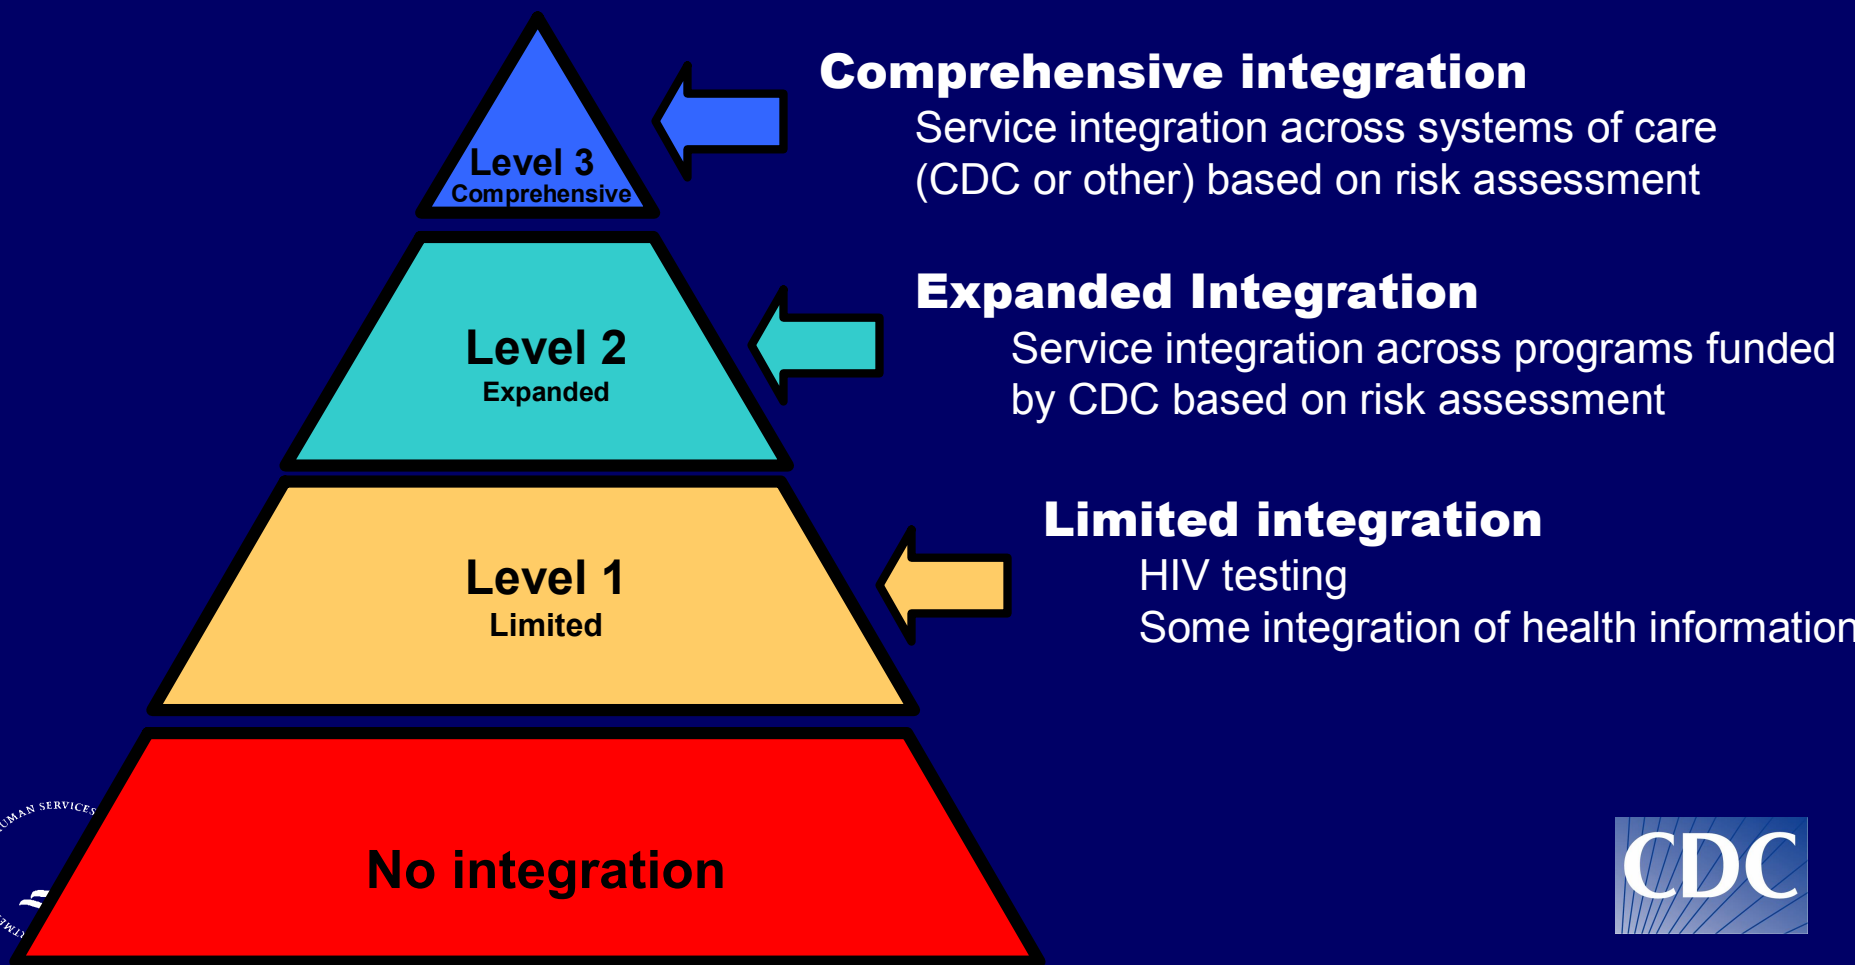 Comprehensive integration
Service integration across systems of care
(CDC or other) based on risk assessment
Level 3
Comprehensive
Expanded Integration
Service integration across programs funded
by CDC based on risk assessment
Level 2
Expanded
Limited integration
HIV testing
Some integration of health information
Level 1
Limited
No integration
SERVICES
CDC